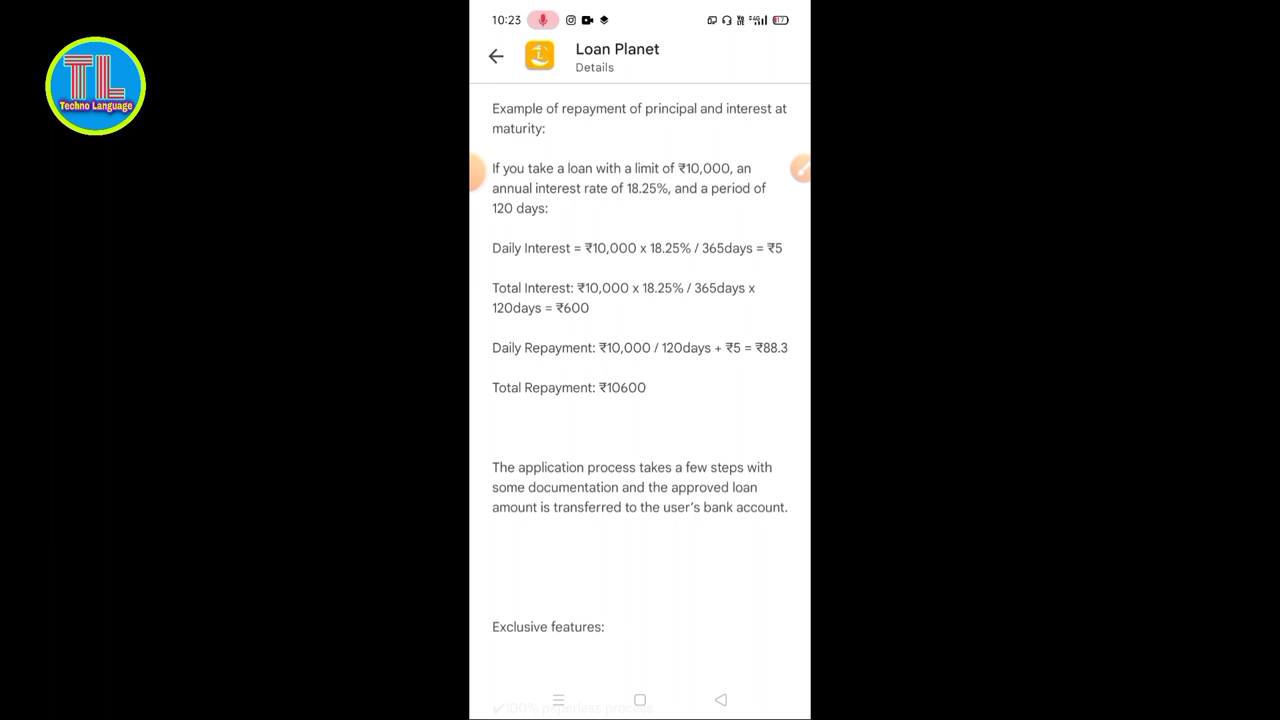 TL
Techno Language
10:23
17
Loan Planet
Details
Example of repayment of principal and interest at
maturity:
If you take a loan with a limit of ₹10,000, an
annual interest rate of 18.25%, and a period of
120 days:
Daily Interest = ₹10,000 x 18.25% / 365days = ₹5
Total Interest: ₹10,000 x 18.25% / 365days x
120days = ₹600
Daily Repayment: ₹10,000 / 120days + ₹5 = ₹88.3
Total Repayment: ₹10600
The application process takes a few steps with
some documentation and the approved loan
amount is transferred to the user’s bank account.
Exclusive features:
✓100% paperless process